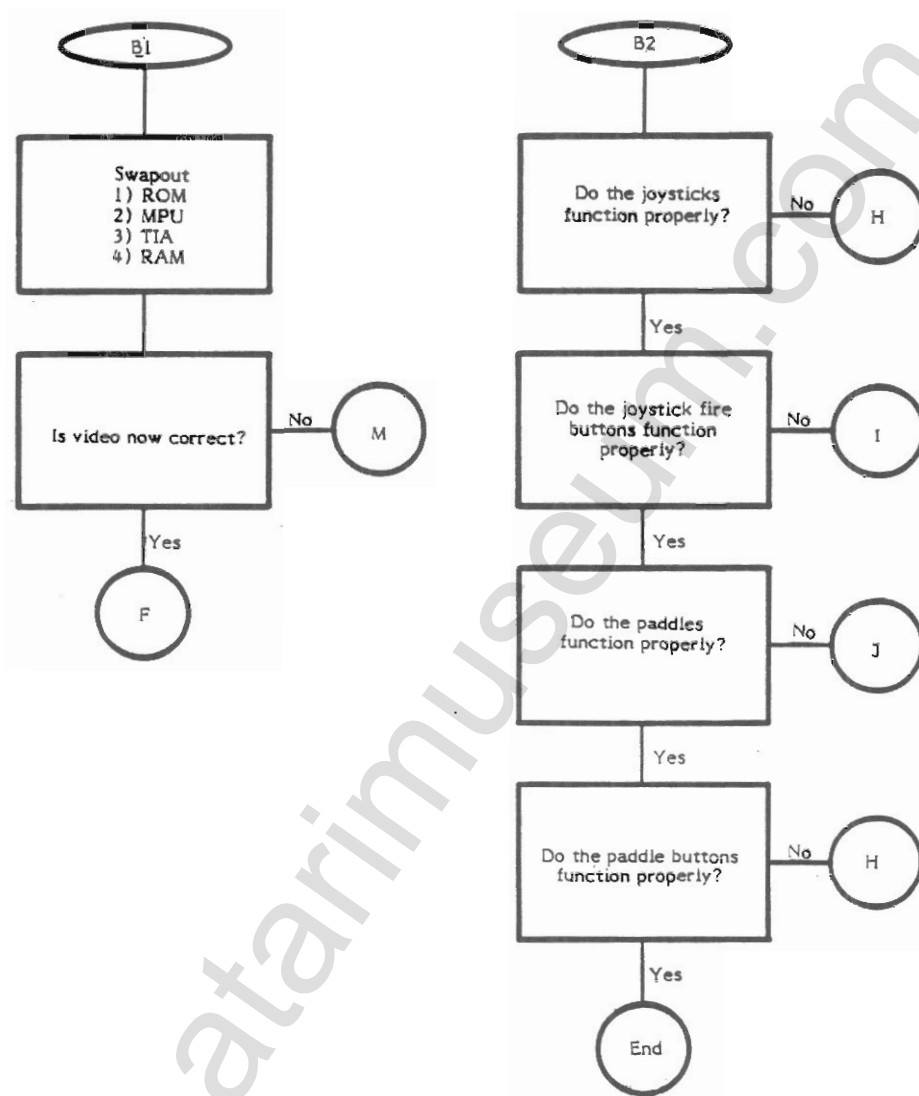 B1
Swapout
1) ROM
2) MPU
3) TIA
4) RAM
Is video now correct?
No
M
Yes
F
B2
Do the joysticks
function properly?
No
H
Yes
Do the joystick fire
buttons function
properly?
No
I
Yes
Do the paddles
function properly?
No
J
Yes
Do the paddle buttons
function properly?
No
H
Yes
End
atarimuseum.com